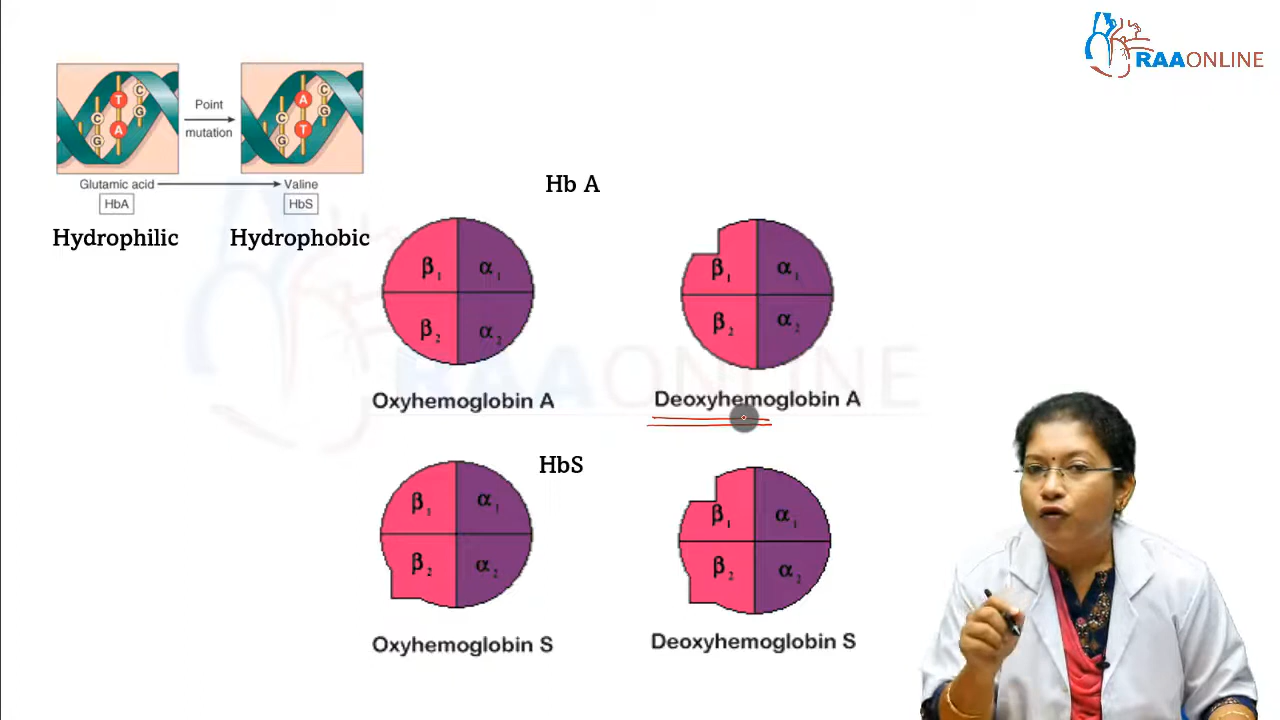 RAAONLINE
T
A
C
G
C
G
Point
mutation
A
T
C
G
C
G
Glutamic acid
Valine
HbA
HbS
Hydrophilic
Hydrophobic
Hb A
β1
α1
β2
α2
Oxyhemoglobin A
β1
α1
β2
α2
Deoxyhemoglobin A
RAAONLINE
HbS
β1
α1
β2
α2
Oxyhemoglobin S
β1
α1
β2
α2
Deoxyhemoglobin S